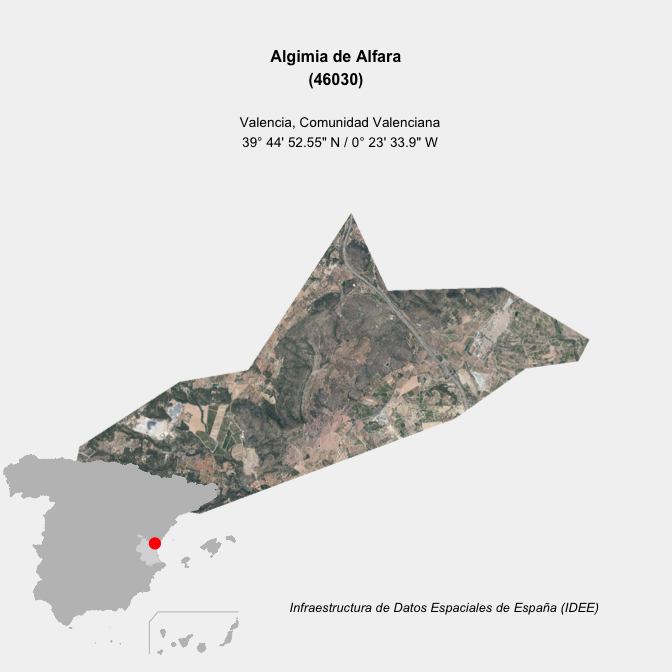 Algimia de Alfara
(46030)
Valencia, Comunidad Valenciana
39° 44' 52.55" N / 0° 23' 33.9" W
Infraestructura de Datos Espaciales de España (IDEE)